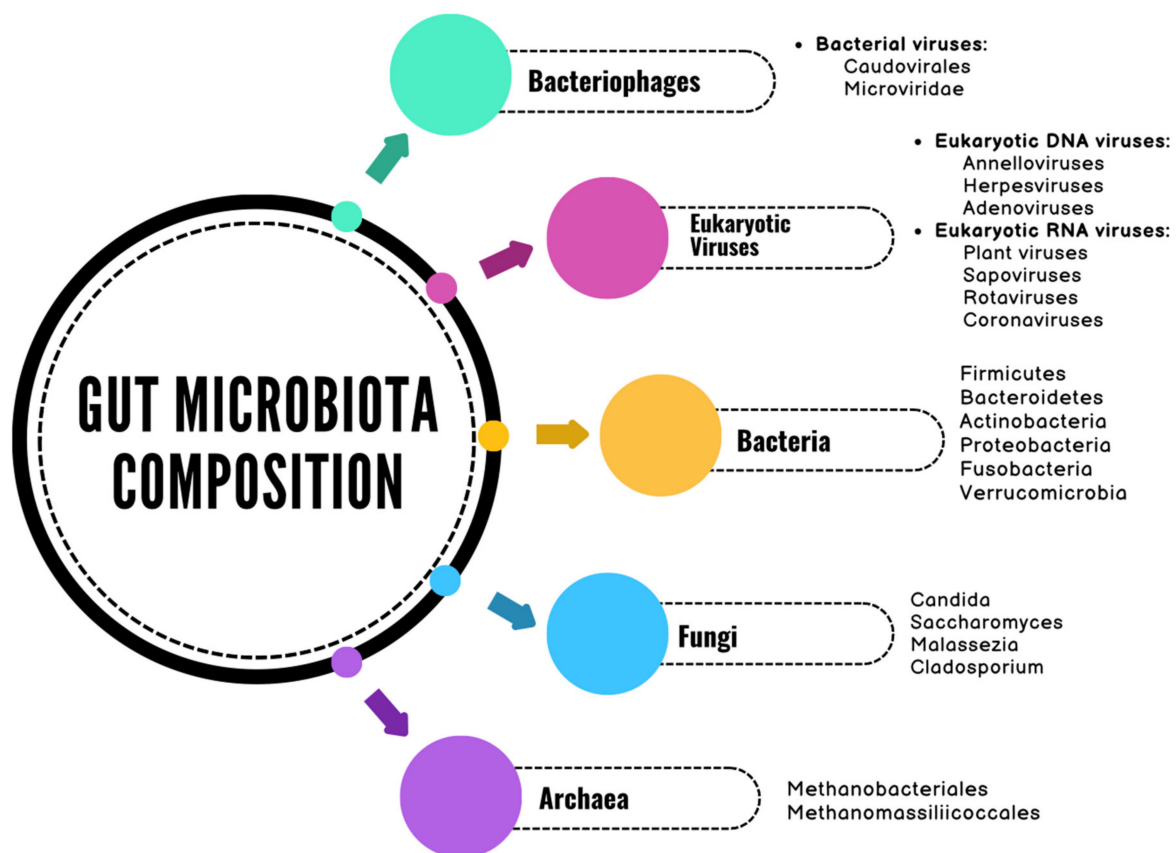 GUT MICROBIOTA
COMPOSITION
Bacteriophages
• Bacterial viruses:
Caudovirales
Microviridae
Eukaryotic
Viruses
• Eukaryotic DNA viruses:
Annelloviruses
Herpesviruses
Adenoviruses
• Eukaryotic RNA viruses:
Plant viruses
Sapoviruses
Rotaviruses
Coronaviruses
Bacteria
Firmicutes
Bacteroidetes
Actinobacteria
Proteobacteria
Fusobacteria
Verrucomicrobia
Fungi
Candida
Saccharomyces
Malassezia
Cladosporium
Archaea
Methanobacteriales
Methanomassiliicoccales